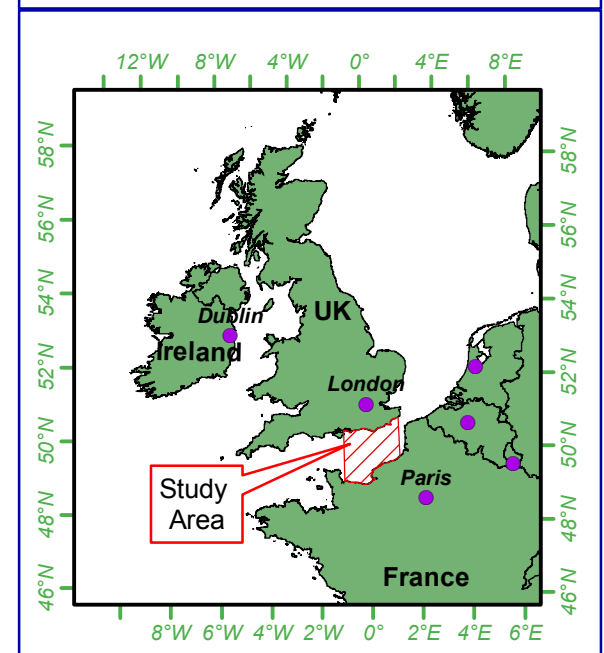 12°W 8°W 4°W 0° 4°E 8°E
58°N 58°N
56°N 56°N
54°N 54°N
Dublin UK
Ireland
52°N 52°N
London
50°N 50°N
Paris
Study
Area
48°N 48°N
France
46°N 46°N
8°W 6°W 4°W 2°W 0° 2°E 4°E 6°E